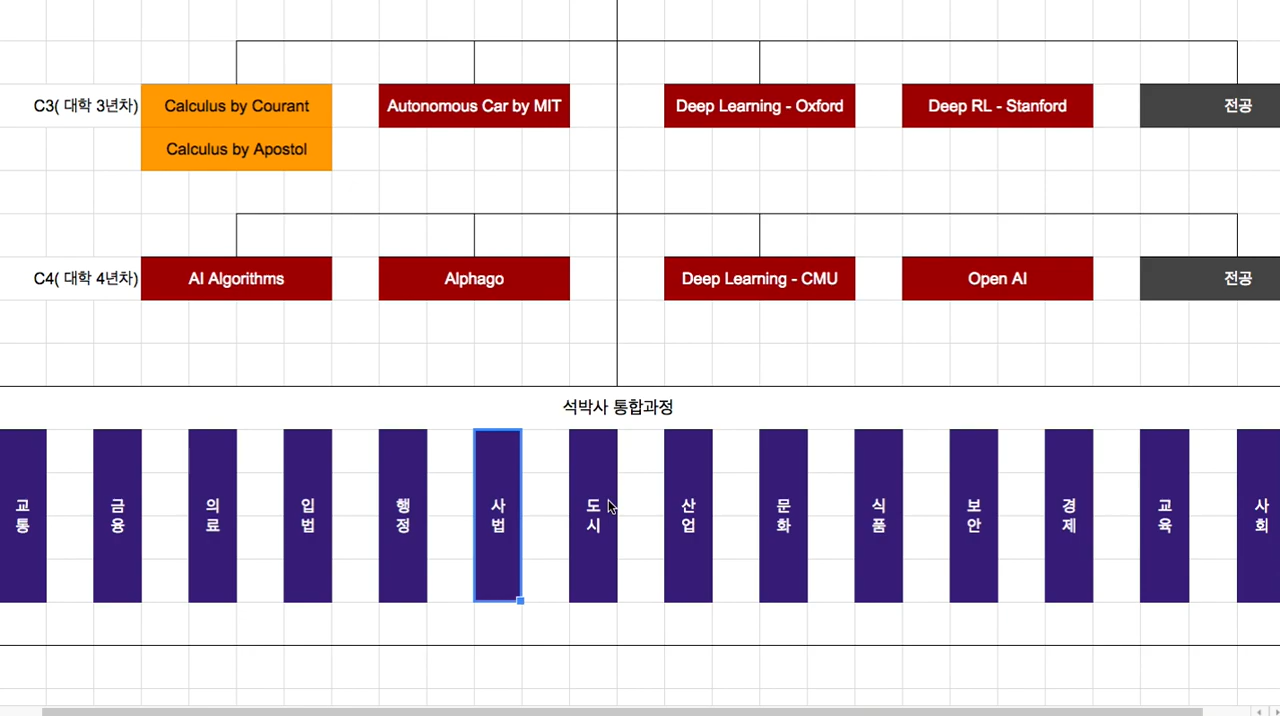 C3( 대학 3년차)
Calculus by Courant
Autonomous Car by MIT
Deep Learning - Oxford
Deep RL - Stanford
전공
Calculus by Apostol
C4( 대학 4년차)
AI Algorithms
Alphago
Deep Learning - CMU
Open AI
전공
석박사 통합과정
교통
금융
의료
입법
행정
사법
도시
산업
문화
식품
보안
경제
교육
사회